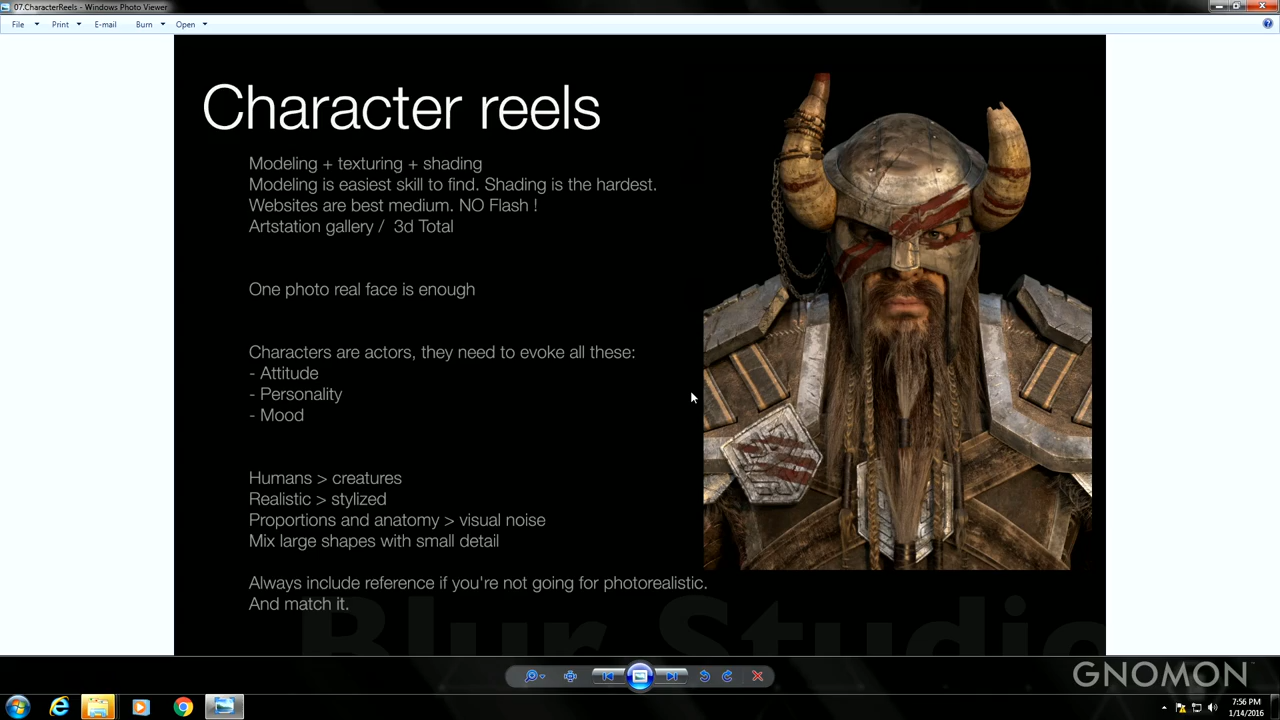 07.CharacterReels - Windows Photo Viewer
File Print E-mail Burn Open
Character reels
Modeling + texturing + shading
Modeling is easiest skill to find. Shading is the hardest.
Websites are best medium. NO Flash !
Artstation gallery / 3d Total
One photo real face is enough
Characters are actors, they need to evoke all these:
- Attitude
- Personality
- Mood
Humans > creatures
Realistic > stylized
Proportions and anatomy > visual noise
Mix large shapes with small detail
Always include reference if you're not going for photorealistic.
And match it.
Blur Studio
GNOMON
7:56 PM
1/14/2016